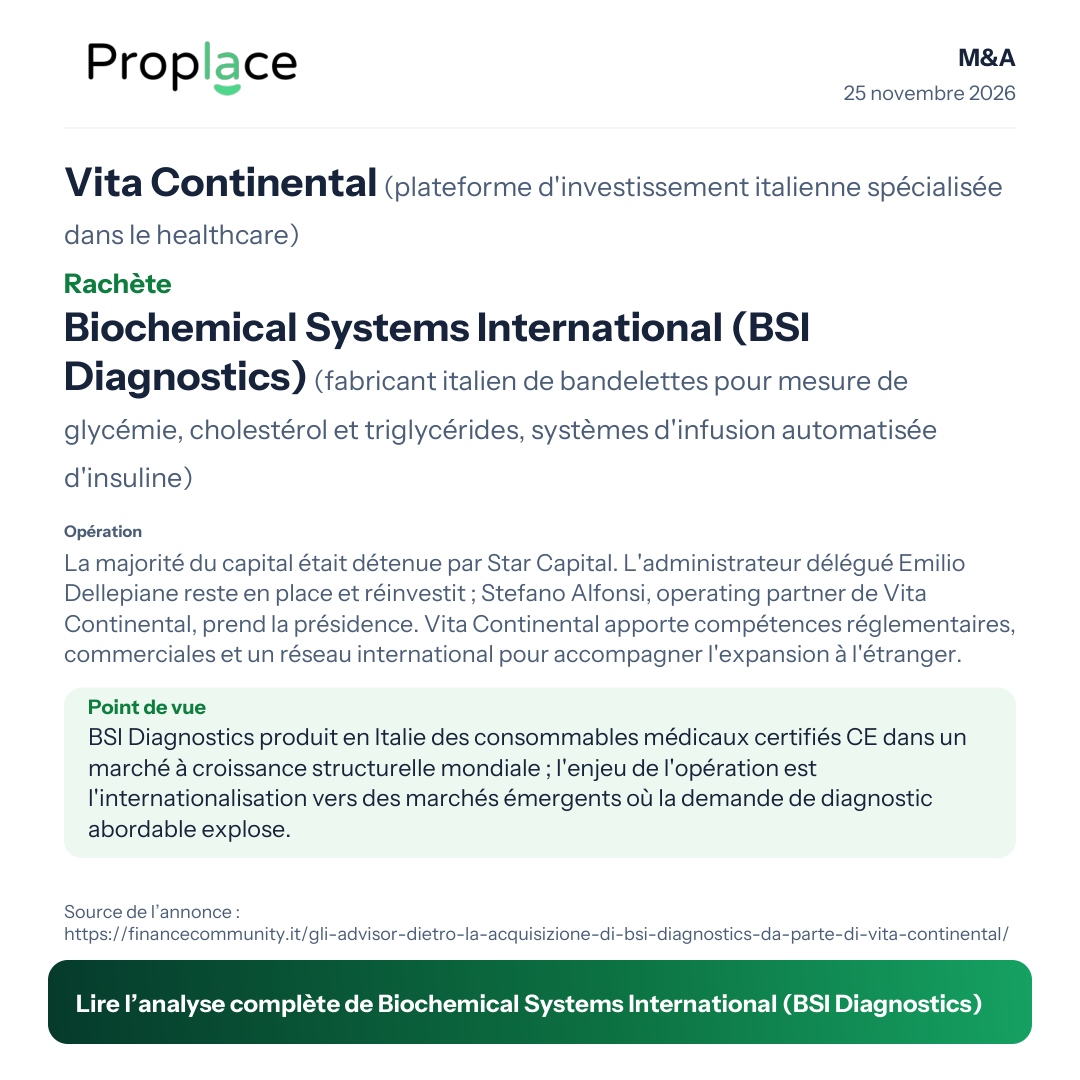 Proplace
M&A
25 novembre 2026
Vita Continental (plateforme d'investissement italienne spécialisée
dans le healthcare)
Rachète
Biochemical Systems International (BSI
Diagnostics) (fabricant italien de bandelettes pour mesure de
glycémie, cholestérol et triglycérides, systèmes d'infusion automatisée
d'insuline)
Opération
La majorité du capital était détenue par Star Capital. L'administrateur délégué Emilio
Dellepiane reste en place et réinvestit ; Stefano Alfonsi, operating partner de Vita
Continental, prend la présidence. Vita Continental apporte compétences réglementaires,
commerciales et un réseau international pour accompagner l'expansion à l'étranger.
Point de vue
BSI Diagnostics produit en Italie des consommables médicaux certifiés CE dans un
marché à croissance structurelle mondiale ; l'enjeu de l'opération est
l'internationalisation vers des marchés émergents où la demande de diagnostic
abordable explose.
Source de l’annonce :
https://financecommunity.it/gli-advisor-dietro-la-acquisizione-di-bsi-diagnostics-da-parte-di-vita-continental/
Lire l’analyse complète de Biochemical Systems International (BSI Diagnostics)